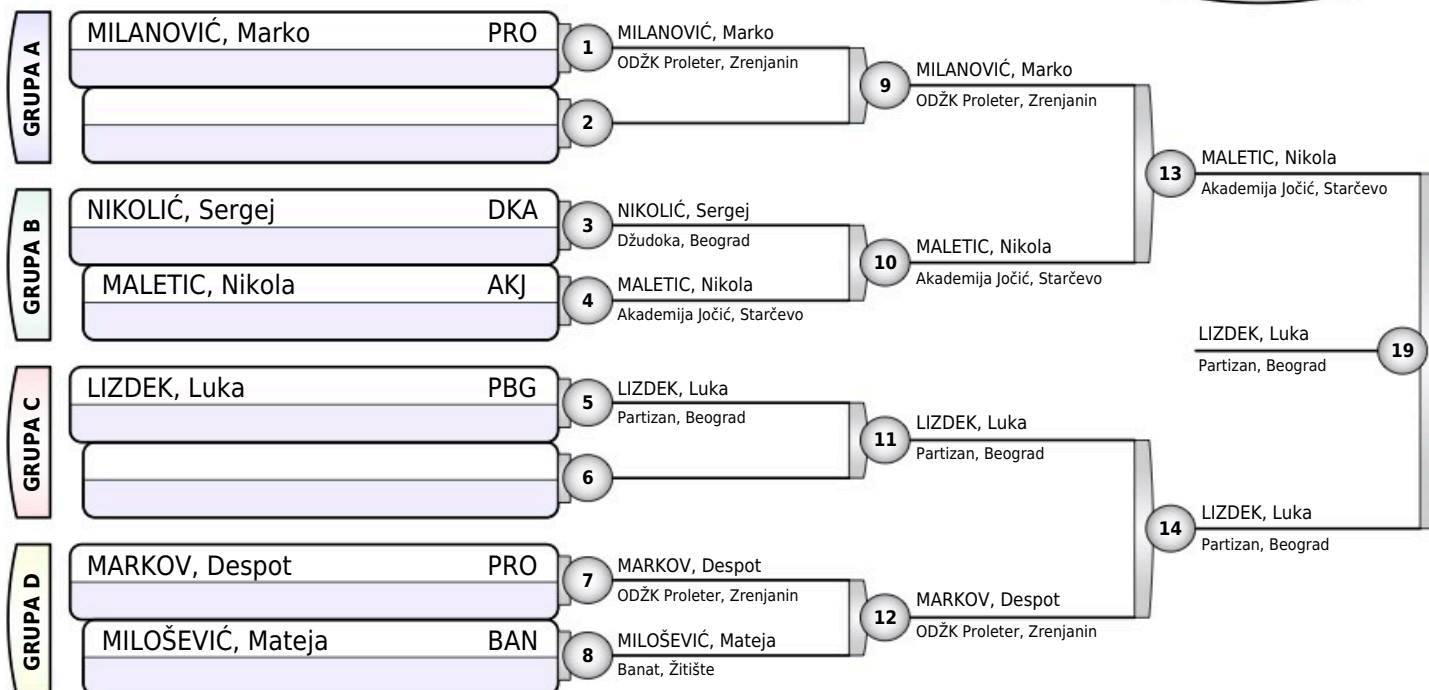 GRUPA A
MILANOVIĆ, Marko PRO
1
MILANOVIĆ, Marko
ODŽK Proleter, Zrenjanin
2
9
MILANOVIĆ, Marko
ODŽK Proleter, Zrenjanin
GRUPA B
NIKOLIĆ, Sergej DKA
3
NIKOLIĆ, Sergej
Džudoka, Beograd
MALETIC, Nikola AKJ
4
MALETIC, Nikola
Akademija Jočić, Starčevo
10
MALETIC, Nikola
Akademija Jočić, Starčevo
13
MALETIC, Nikola
Akademija Jočić, Starčevo
GRUPA C
LIZDEK, Luka PBG
5
LIZDEK, Luka
Partizan, Beograd
6
11
LIZDEK, Luka
Partizan, Beograd
GRUPA D
MARKOV, Despot PRO
7
MARKOV, Despot
ODŽK Proleter, Zrenjanin
MILOŠEVIĆ, Mateja BAN
8
MILOŠEVIĆ, Mateja
Banat, Žitište
12
MARKOV, Despot
ODŽK Proleter, Zrenjanin
14
LIZDEK, Luka
Partizan, Beograd
LIZDEK, Luka
Partizan, Beograd
19